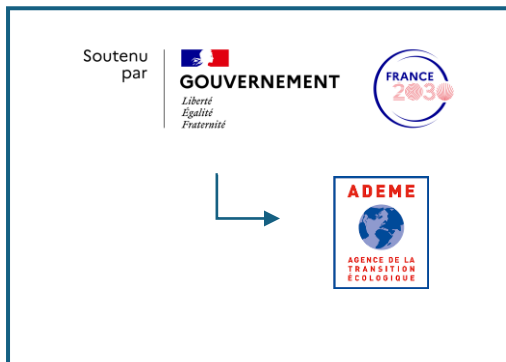 Soutenu
par
GOUVERNEMENT
Liberté
Égalité
Fraternité
FRANCE
2030
ADEME
AGENCE DE LA
TRANSITION
ÉCOLOGIQUE